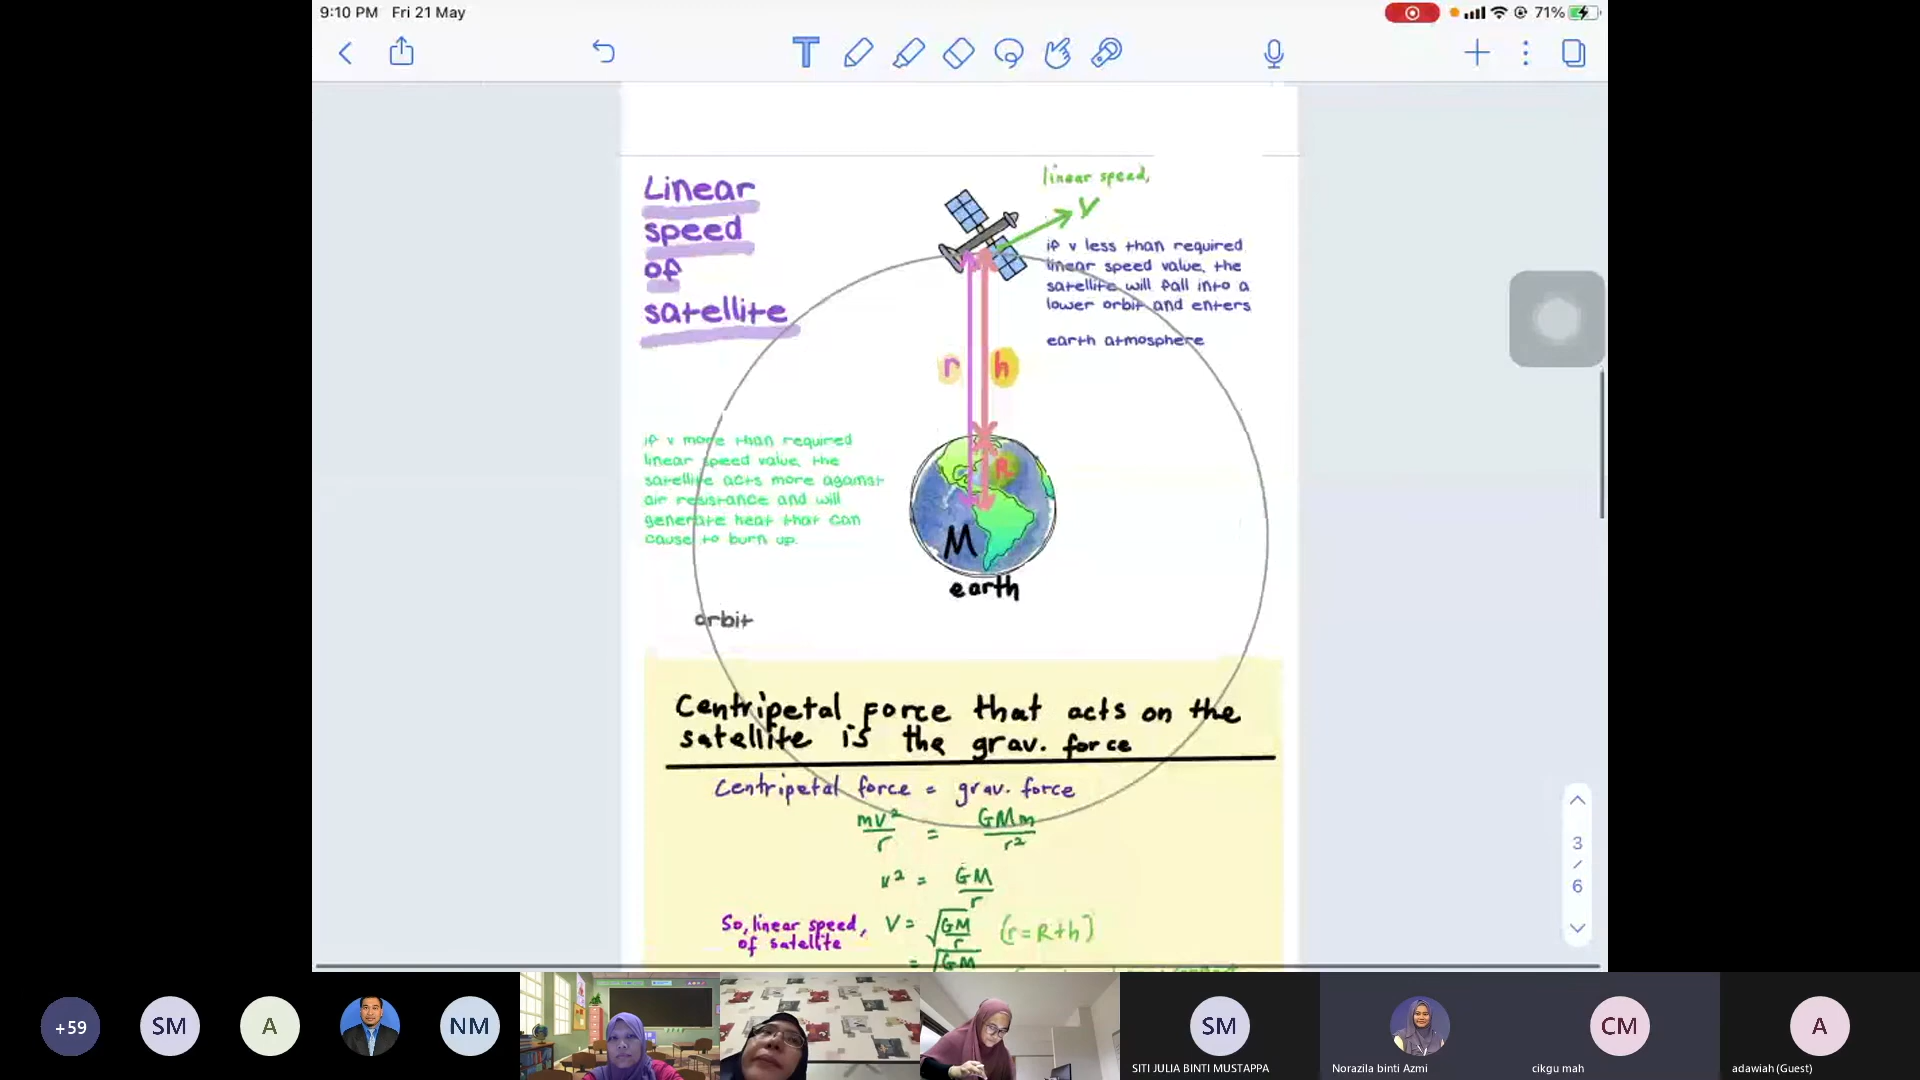 9:10 PM Fri 21 May
71%
T
Linear
speed
of
satellite
linear speed,
V
if v less than required
linear speed value, the
satellite will fall into a
lower orbit and enters
earth atmosphere
r
h
R
if v more than required
linear speed value, the
satellite acts more against
air resistance and will
generate heat that can
cause to burn up.
M
earth
orbit
Centripetal force that acts on the
satellite is the grav. force
Centripetal force = grav. force
mv²/r = GMm/r²
v² = GM/r
So, linear speed, V = √GM/r (r = R+h)
of satellite
= √GM
3
/
6
+59
SM
A
NM
SM
CM
A
SITI JULIA BINTI MUSTAPPA
Norazila binti Azmi
cikgu mah
adawiah (Guest)